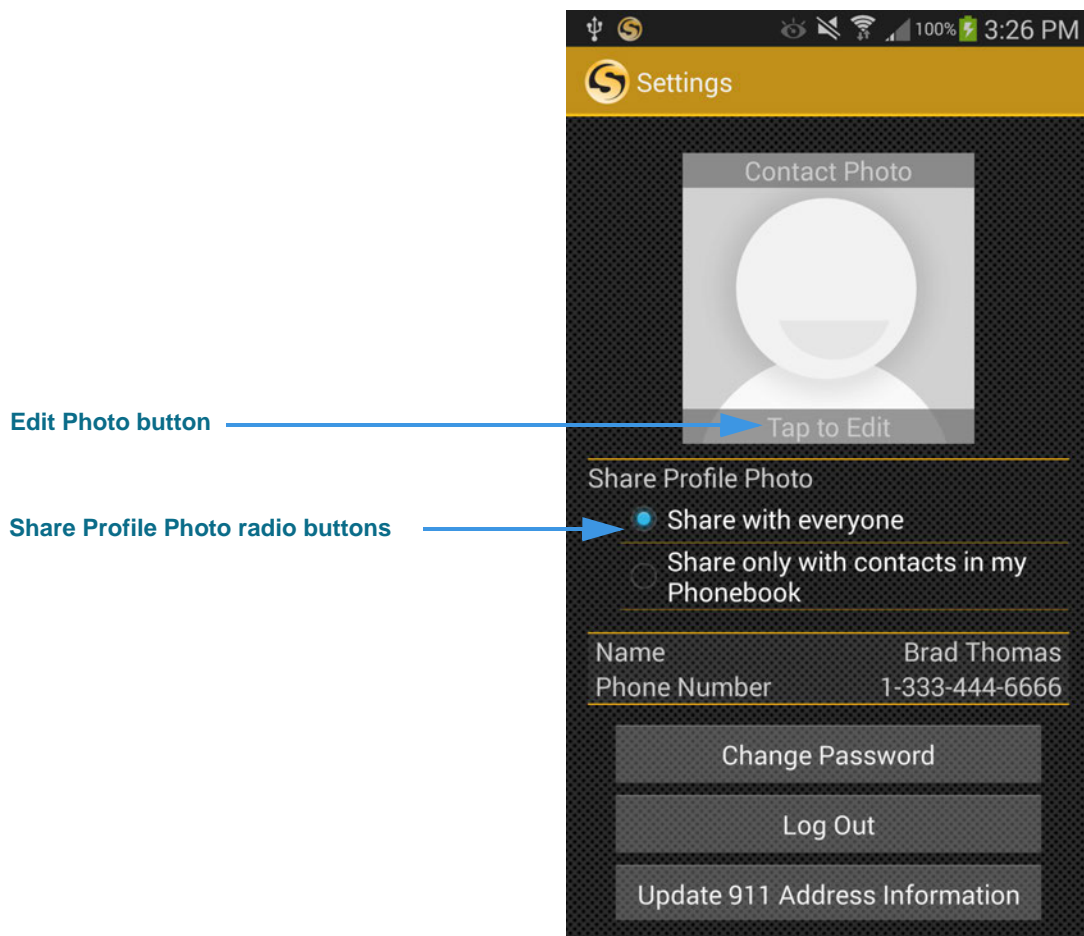 100% 3:26 PM
Settings
Contact Photo
Edit Photo button
Tap to Edit
Share Profile Photo
Share Profile Photo radio buttons
Share with everyone
Share only with contacts in my
Phonebook
Name Brad Thomas
Phone Number 1-333-444-6666
Change Password
Log Out
Update 911 Address Information